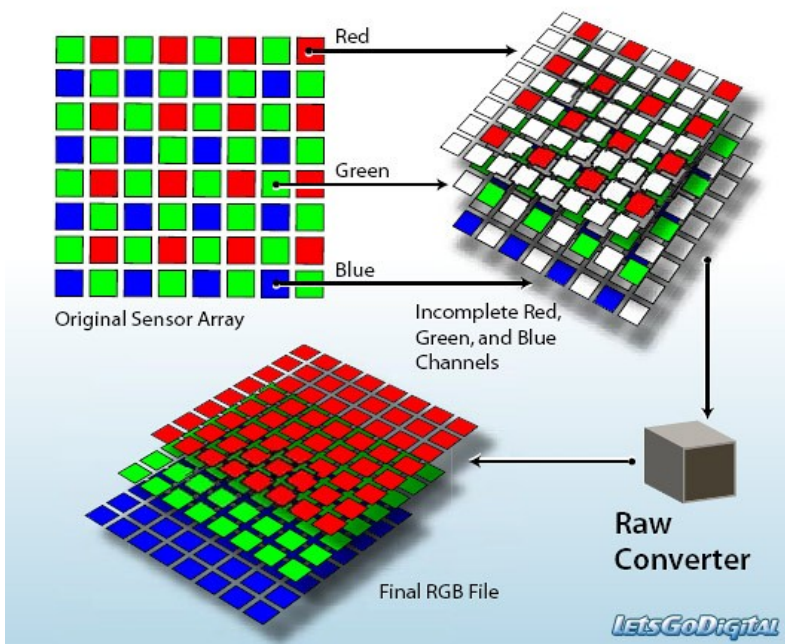 Red
Green
Blue
Original Sensor Array
Incomplete Red,
Green, and Blue
Channels
Raw
Converter
Final RGB File
LETSGODIGITAL